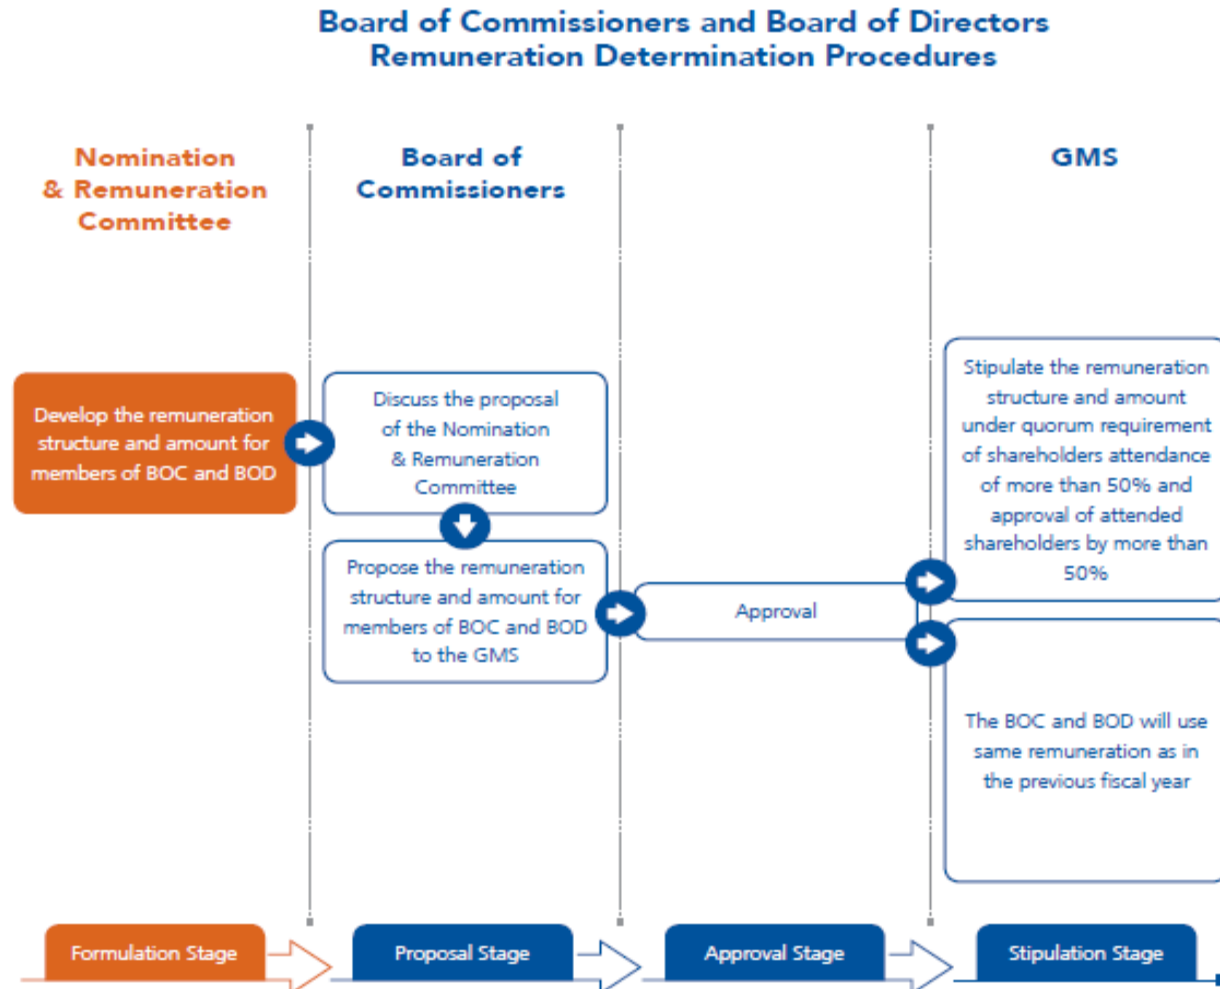 Board of Commissioners and Board of Directors
Remuneration Determination Procedures
Nomination
& Remuneration
Committee
Board of
Commissioners
GMS
Develop the remuneration
structure and amount for
members of BOC and BOD
Discuss the proposal
of the Nomination
& Remuneration
Committee
Propose the remuneration
structure and amount for
members of BOC and BOD
to the GMS
Approval
Stipulate the remuneration
structure and amount
under quorum requirement
of shareholders attendance
of more than 50% and
approval of attended
shareholders by more than
50%
The BOC and BOD will use
same remuneration as in
the previous fiscal year
Formulation Stage
Proposal Stage
Approval Stage
Stipulation Stage